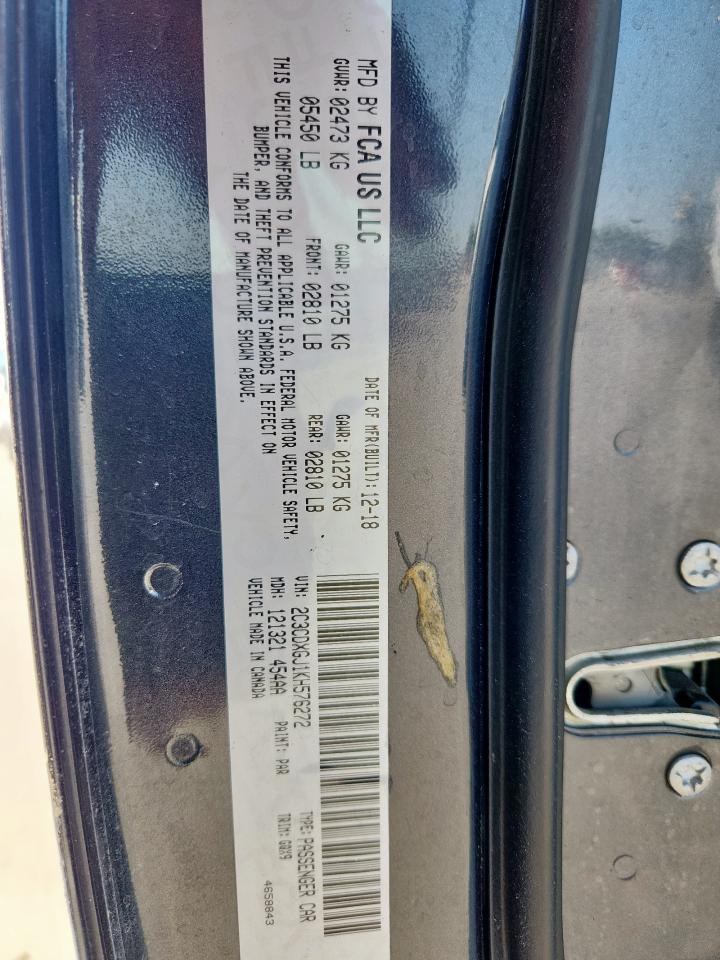 MFD BY FCA US LLC
DATE OF MFR(BUILT): 12-18
GVWR: 02473 KG GAWR: 01275 KG GAWR: 01275 KG
05450 LB FRONT: 02810 LB REAR: 02810 LB
THIS VEHICLE CONFORMS TO ALL APPLICABLE U.S.A. FEDERAL MOTOR VEHICLE SAFETY,
BUMPER, AND THEFT PREVENTION STANDARDS IN EFFECT ON
THE DATE OF MANUFACTURE SHOWN ABOVE.
VIN: 2C3CDXGJ1KH576272 TYPE: PASSENGER CAR
MDH: 121321 454AA PAINT: PAR TRIM: GQX9
VEHICLE MADE IN CANADA
4658843